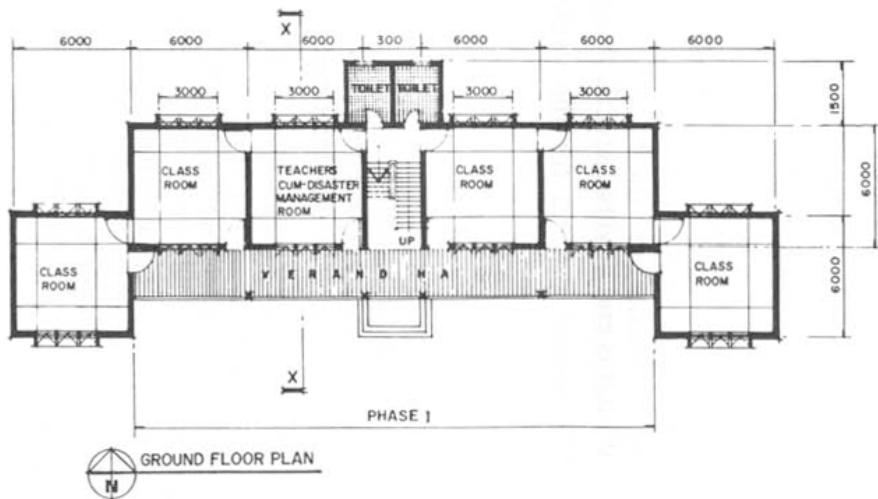 X
6000 6000 6000 300 6000 6000 6000
TOILET TOILET
3000 3000 3000 3000
1500
CLASS
ROOM
TEACHERS
CUM-DISASTER
MANAGEMENT
ROOM
CLASS
ROOM
CLASS
ROOM
6000
UP
CLASS
ROOM
VERANDHA
CLASS
ROOM
6000
X
PHASE 1
GROUND FLOOR PLAN
N